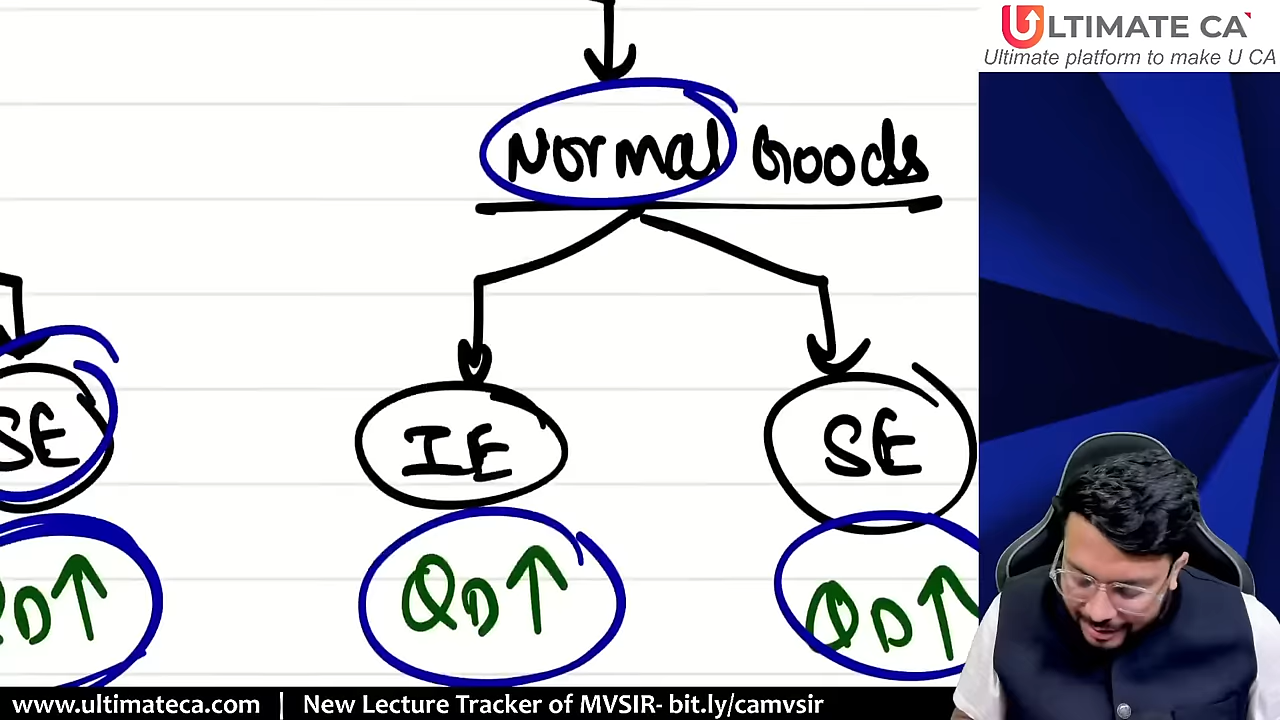 ULTIMATE CA
Ultimate platform to make U CA
Normal Goods
SE
IE
SE
QD↑
QD↑
QD↑
www.ultimateca.com | New Lecture Tracker of MVSIR- bit.ly/camvsir